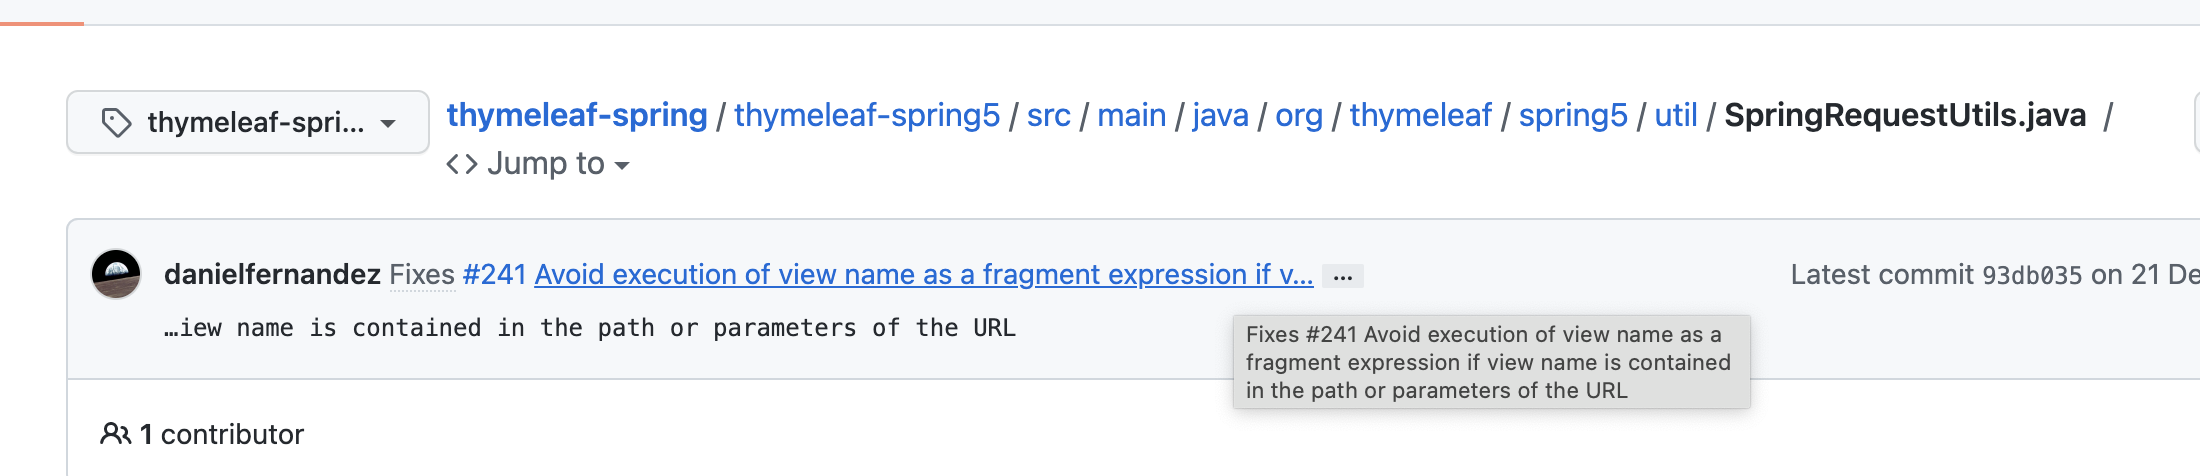 thymeleaf-spri...
thymeleaf-spring / thymeleaf-spring5 / src / main / java / org / thymeleaf / spring5 / util / SpringRequestUtils.java /
<> Jump to
danielfernandez Fixes #241 Avoid execution of view name as a fragment expression if v... ...
Latest commit 93db035 on 21 De
…iew name is contained in the path or parameters of the URL
Fixes #241 Avoid execution of view name as a
fragment expression if view name is contained
in the path or parameters of the URL
1 contributor